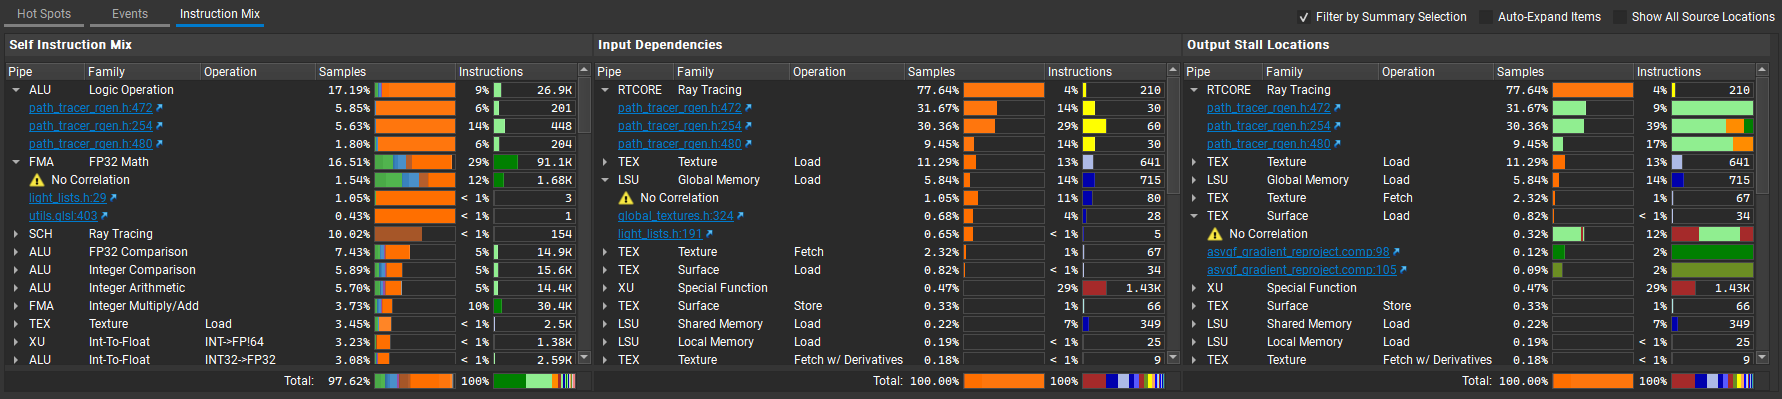 Hot Spots Events Instruction Mix
Filter by Summary Selection Auto-Expand Items Show All Source Locations
Self Instruction Mix
Pipe Family Operation Samples Instructions
ALU Logic Operation 17.19% 9% 26.9K
path_tracer_rgen.h:472 5.85% 6% 201
path_tracer_rgen.h:254 5.63% 14% 448
path_tracer_rgen.h:480 1.80% 6% 204
FMA FP32 Math 16.51% 29% 91.1K
No Correlation 1.54% 12% 1.68K
light_lists.h:29 1.05% < 1% 3
utils.glsl:403 0.43% < 1% 1
SCH Ray Tracing 10.02% < 1% 154
ALU FP32 Comparison 7.43% 5% 14.9K
ALU Integer Comparison 5.89% 5% 15.6K
ALU Integer Arithmetic 5.70% 5% 14.4K
FMA Integer Multiply/Add 3.73% 10% 30.4K
TEX Texture Load 3.45% < 1% 2.5K
XU Int-To-Float INT->FP!64 3.23% < 1% 1.38K
ALU Int-To-Float INT32->FP32 3.08% < 1% 2.59K
Total: 97.62% 100%
Input Dependencies
Pipe Family Operation Samples Instructions
RTCORE Ray Tracing 77.64% 4% 210
path_tracer_rgen.h:472 31.67% 14% 30
path_tracer_rgen.h:254 30.36% 29% 60
path_tracer_rgen.h:480 9.45% 14% 30
TEX Texture Load 11.29% 13% 641
LSU Global Memory Load 5.84% 14% 715
No Correlation 1.05% 11% 80
global_textures.h:324 0.68% 4% 28
light_lists.h:191 0.65% < 1% 5
TEX Texture Fetch 2.32% 1% 67
TEX Surface Load 0.82% < 1% 34
XU Special Function 0.47% 29% 1.43K
TEX Surface Store 0.33% 1% 66
LSU Shared Memory Load 0.22% 7% 349
LSU Local Memory Load 0.19% < 1% 25
TEX Texture Fetch w/ Derivatives 0.18% < 1% 9
Total: 100.00% 100%
Output Stall Locations
Pipe Family Operation Samples Instructions
RTCORE Ray Tracing 77.64% 4% 210
path_tracer_rgen.h:472 31.67% 9%
path_tracer_rgen.h:254 30.36% 39%
path_tracer_rgen.h:480 9.45% 17%
TEX Texture Load 11.29% 13% 641
LSU Global Memory Load 5.84% 14% 715
TEX Texture Fetch 2.32% 1% 67
TEX Surface Load 0.82% < 1% 34
No Correlation 0.32% 12%
asvgf_gradient_reproject.comp:98 0.12% 2%
asvgf_gradient_reproject.comp:105 0.09% 2%
XU Special Function 0.47% 29% 1.43K
TEX Surface Store 0.33% 1% 66
LSU Shared Memory Load 0.22% 7% 349
LSU Local Memory Load 0.19% < 1% 25
TEX Texture Fetch w/ Derivatives 0.18% < 1% 9
Total: 100.00% 100%